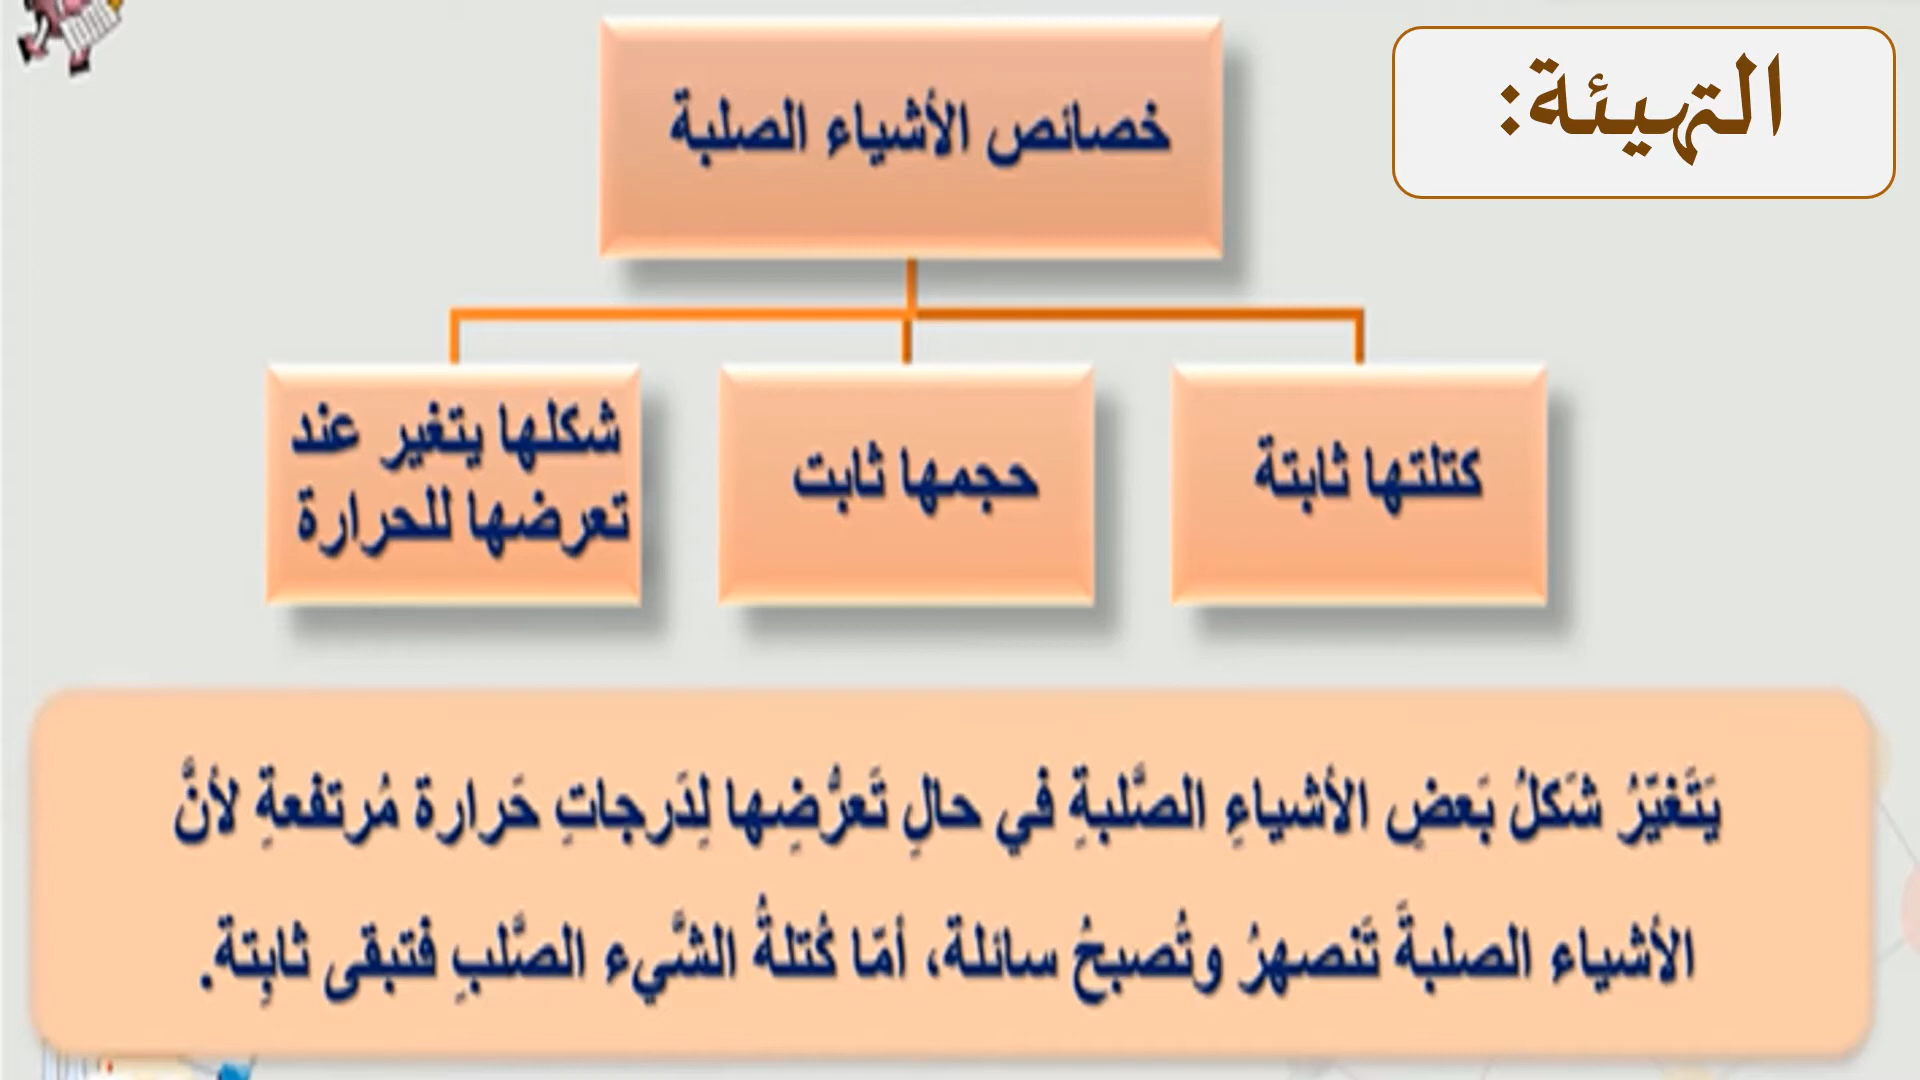 التهيئة:
خصائص الأشياء الصلبة
كتلتها ثابتة
حجمها ثابت
شكلها يتغير عند
تعرضها للحرارة
يَتَغيّرُ شَكلُ بَعضِ الأشياءِ الصَّلبةِ في حالِ تَعرُّضِها لِدَرجاتِ حَرارة مُرتفعةِ لأنَّ
الأشياء الصلبةَ تَنصهرُ وتُصبحُ سائلة، أمّا كُتلةُ الشَّيء الصَّلبِ فتبقى ثابِتة.